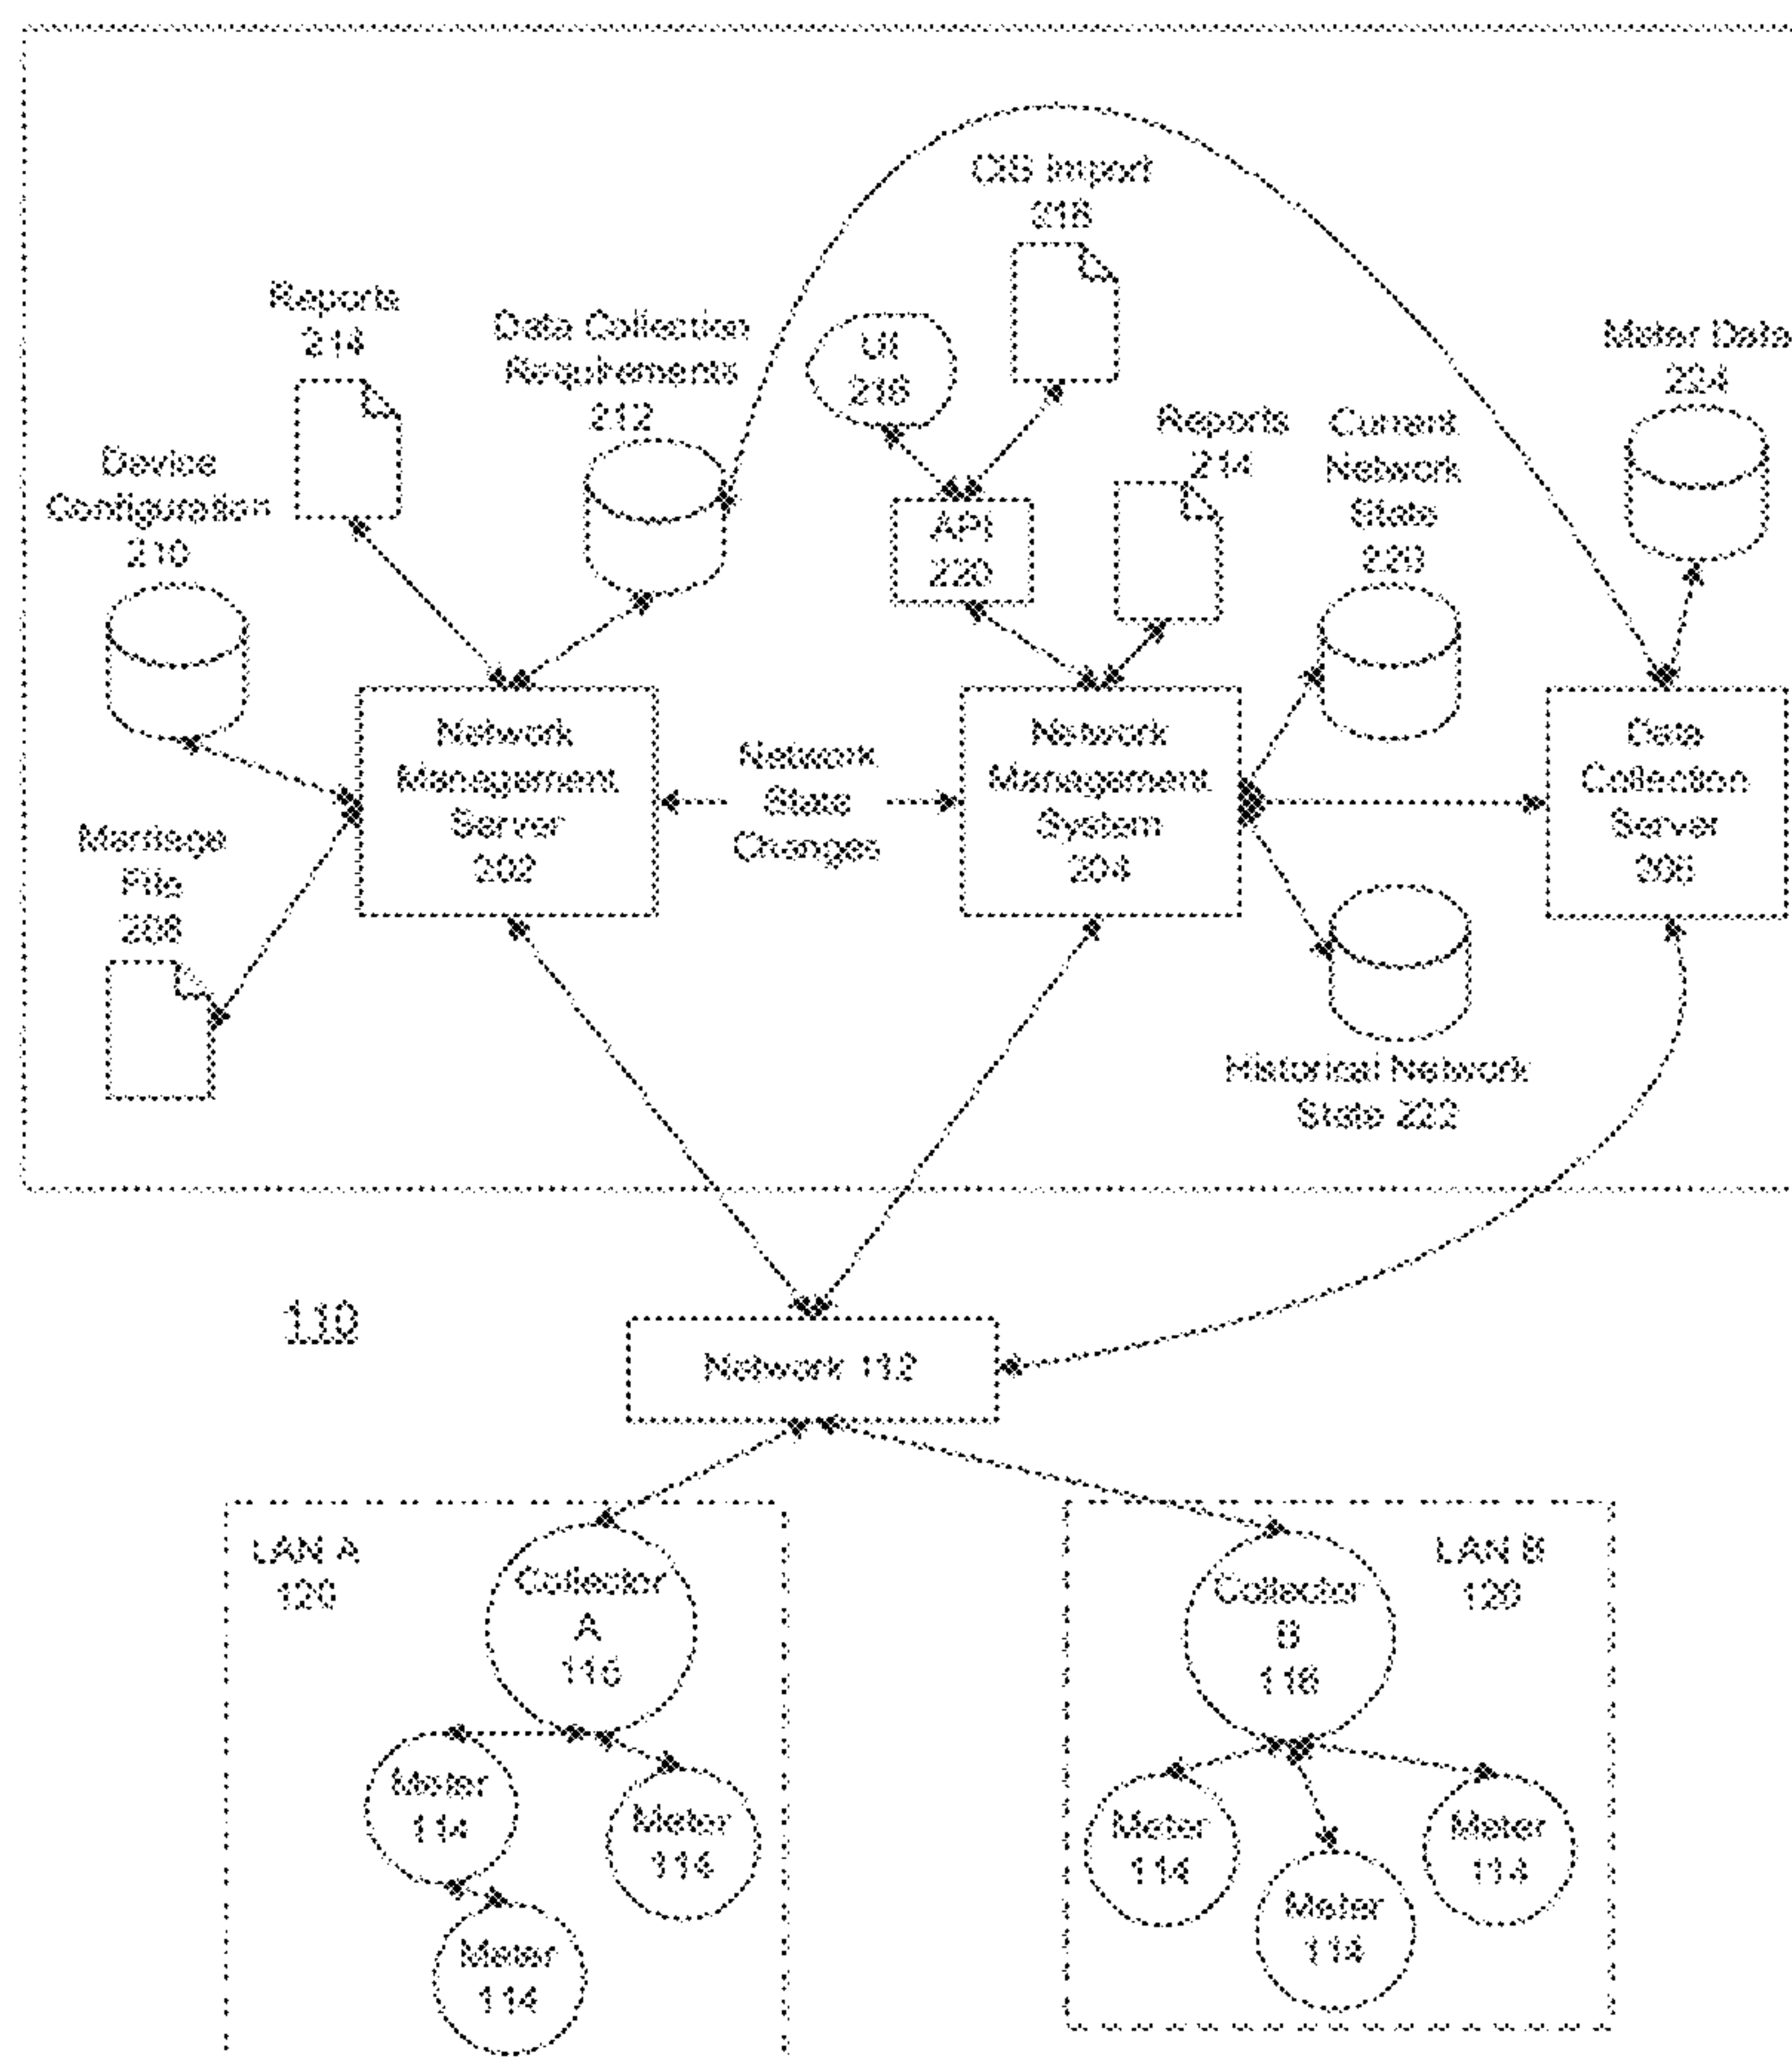 CIS Import
218
Reports
214
Data Collection
Requirements
212
UI
216
Meter Data
224
Device
Configuration
210
API
220
Reports
214
Current
Network
State
220
Network
Management
Server
202
Network
State
Changes
Network
Management
System
204
Data
Collection
Server
206
Marriage
File
208
Historical Network
State 222
110
Network 112
LAN A
120
Collector
A
116
Meter
114
Meter
114
Meter
114
LAN B
120
Collector
B
116
Meter
114
Meter
114
Meter
114